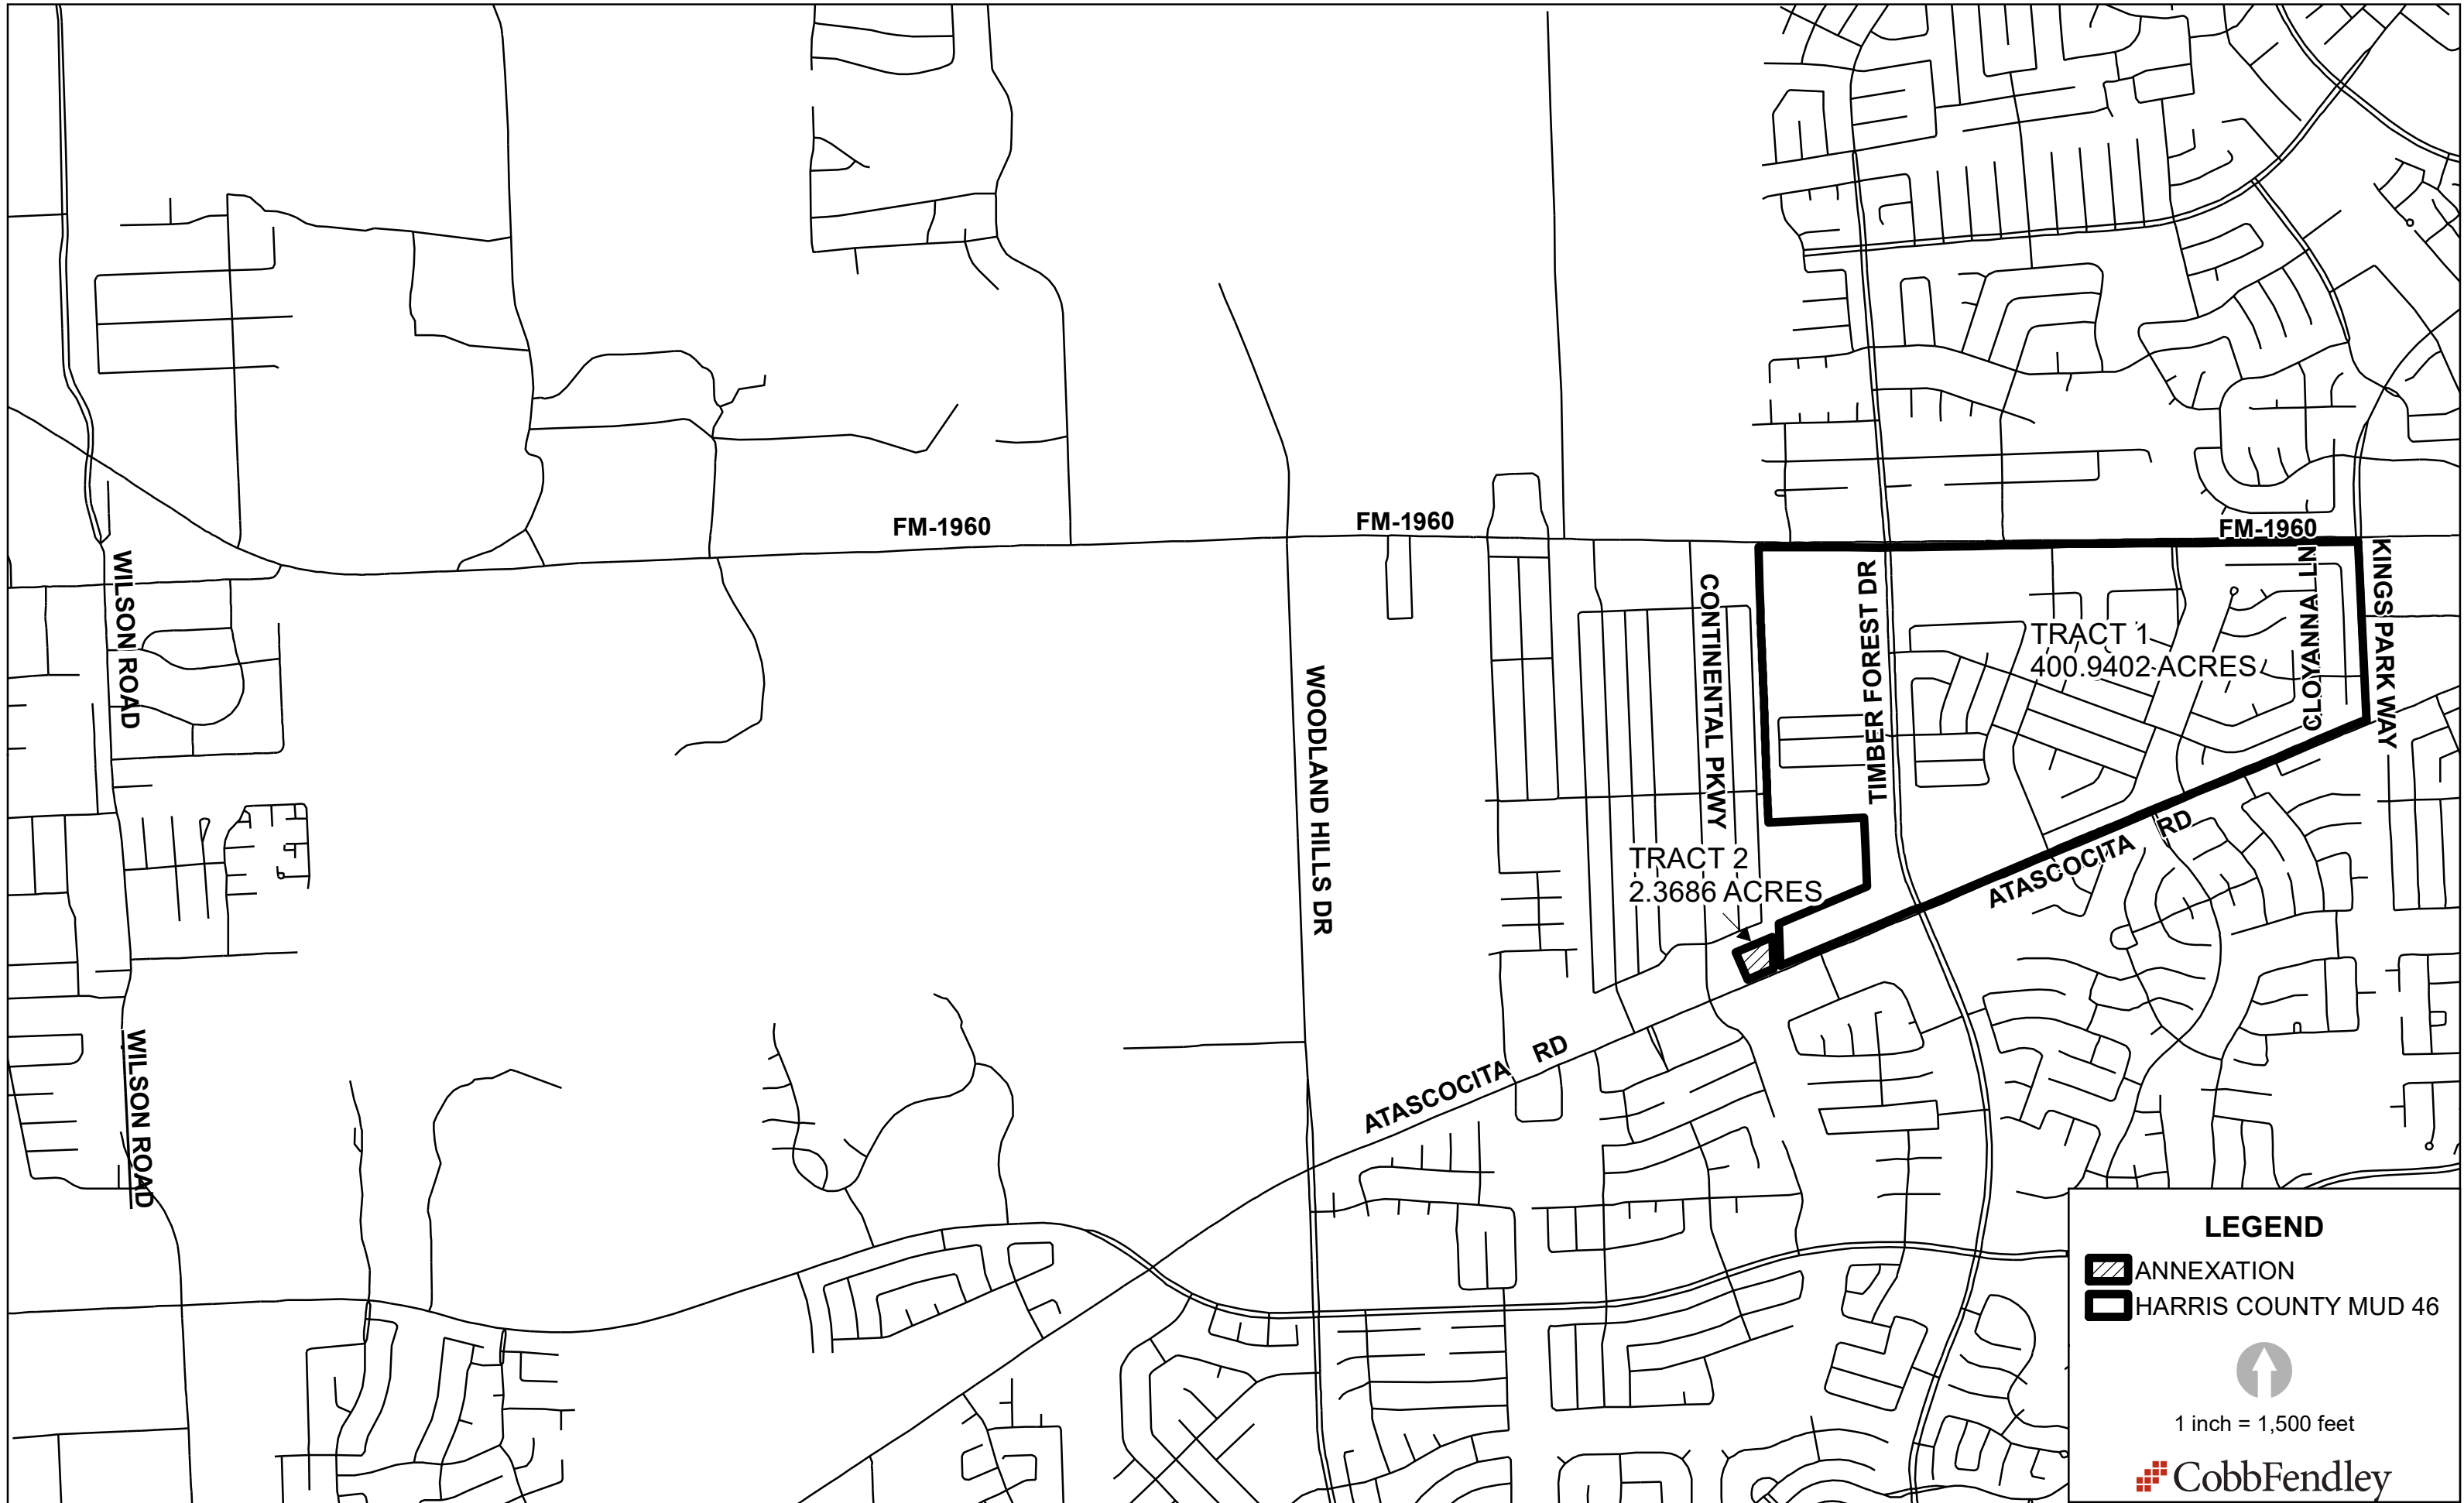 FM-1960
FM-1960
FM-1960
WILSON ROAD
WOODLAND HILLS DR
CONTINENTAL PKWY
TIMBER FOREST DR
CLOYANNA LN
KINGS PARK WAY
TRACT 1
400.9402 ACRES
TRACT 2
2.3686 ACRES
ATASCOCITA RD
ATASCOCITA RD
WILSON ROAD
LEGEND
ANNEXATION
HARRIS COUNTY MUD 46
1 inch = 1,500 feet
CobbFendley